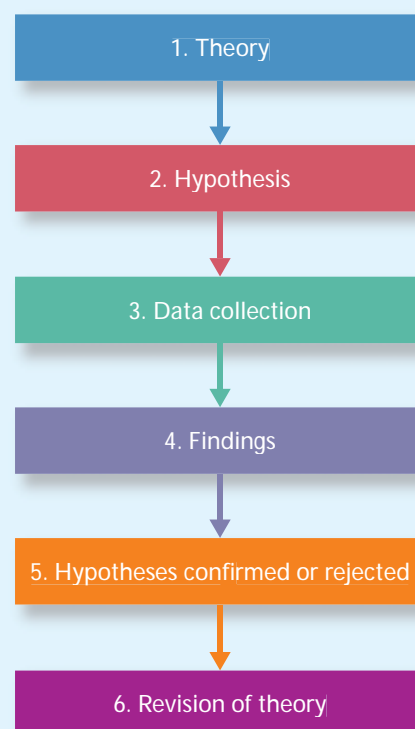 1. Theory
2. Hypothesis
3. Data collection
4. Findings
5. Hypotheses confirmed or rejected
6. Revision of theory